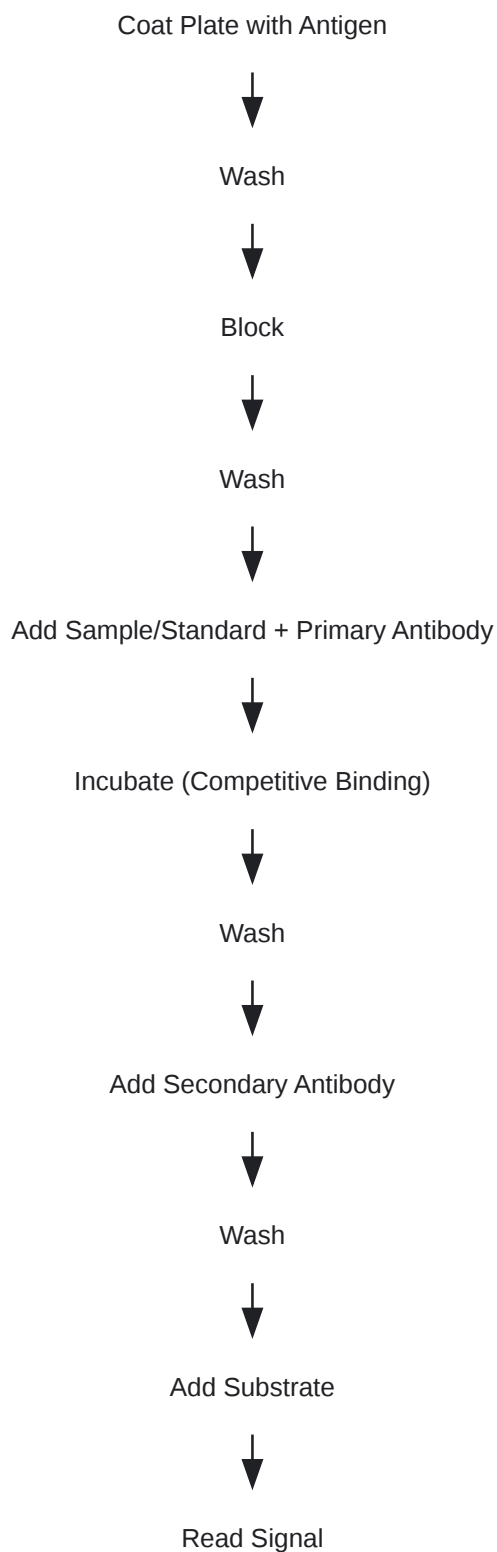 Coat Plate with Antigen
Wash
Block
Wash
Add Sample/Standard + Primary Antibody
Incubate (Competitive Binding)
Wash
Add Secondary Antibody
Wash
Add Substrate
Read Signal